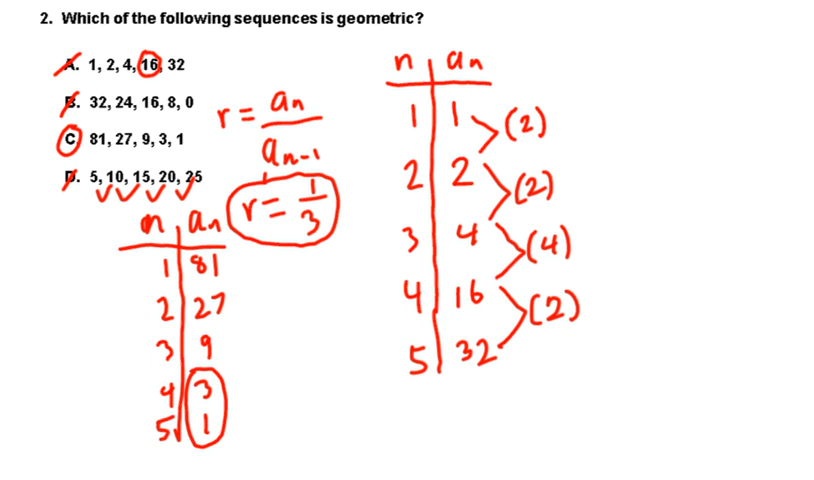 2. Which of the following sequences is geometric?
A. 1, 2, 4, 16, 32
B. 32, 24, 16, 8, 0
C. 81, 27, 9, 3, 1
D. 5, 10, 15, 20, 25
r = an / an-1
r = 1/3
n an
1 81
2 27
3 9
4 3
5 1
n an
1 1
(2)
2 2
(2)
3 4
(4)
4 16
(2)
5 32